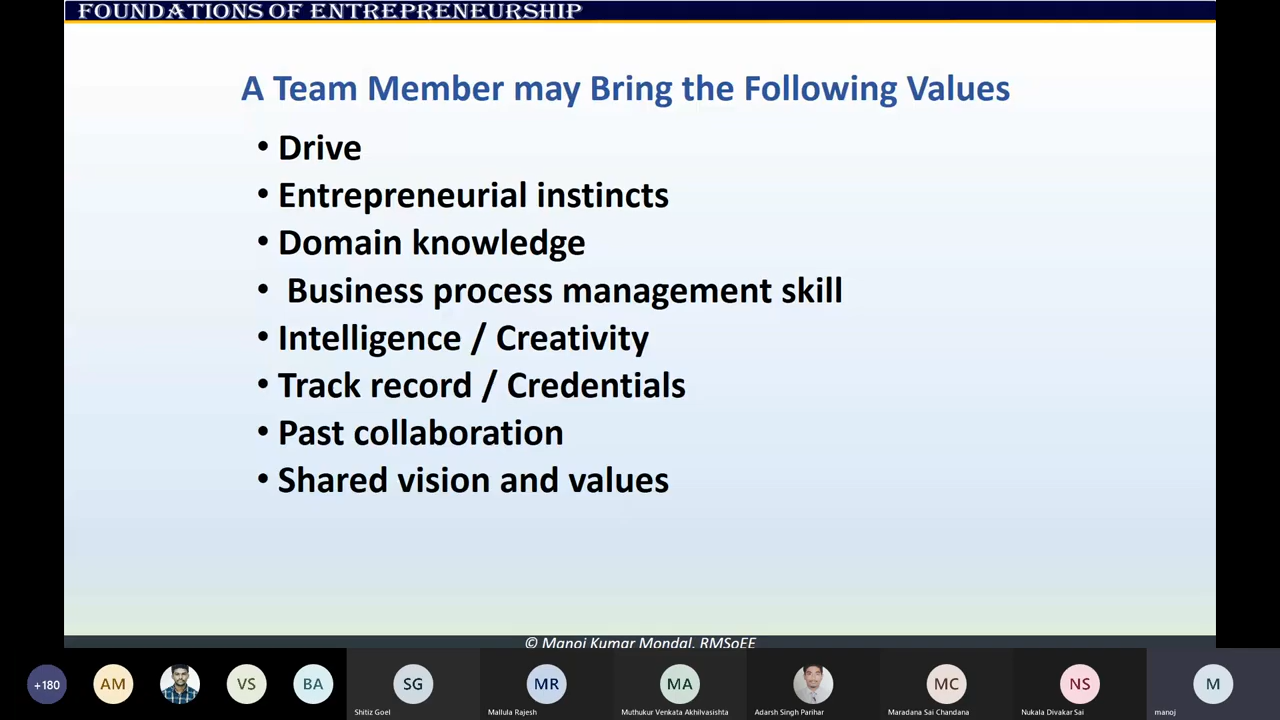 FOUNDATIONS OF ENTREPRENEURSHIP
A Team Member may Bring the Following Values
• Drive
• Entrepreneurial instincts
• Domain knowledge
• Business process management skill
• Intelligence / Creativity
• Track record / Credentials
• Past collaboration
• Shared vision and values
© Manoj Kumar Mondal, RMSoEE
+180 AM VS BA SG MR MA MC NS M
Shitiz Goel Mallula Rajesh Muthukur Venkata Akhilvasishta Adarsh Singh Parihar Maradana Sai Chandana Nukala Divakar Sai manoj